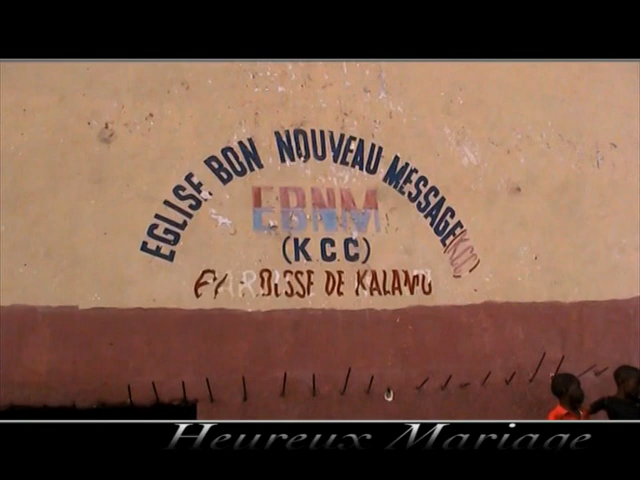 EGLISE BON NOUVEAU MESSAGE (K.C.C)
EBNM
(K.C.C)
DE KALAMU
Heureux Mariage